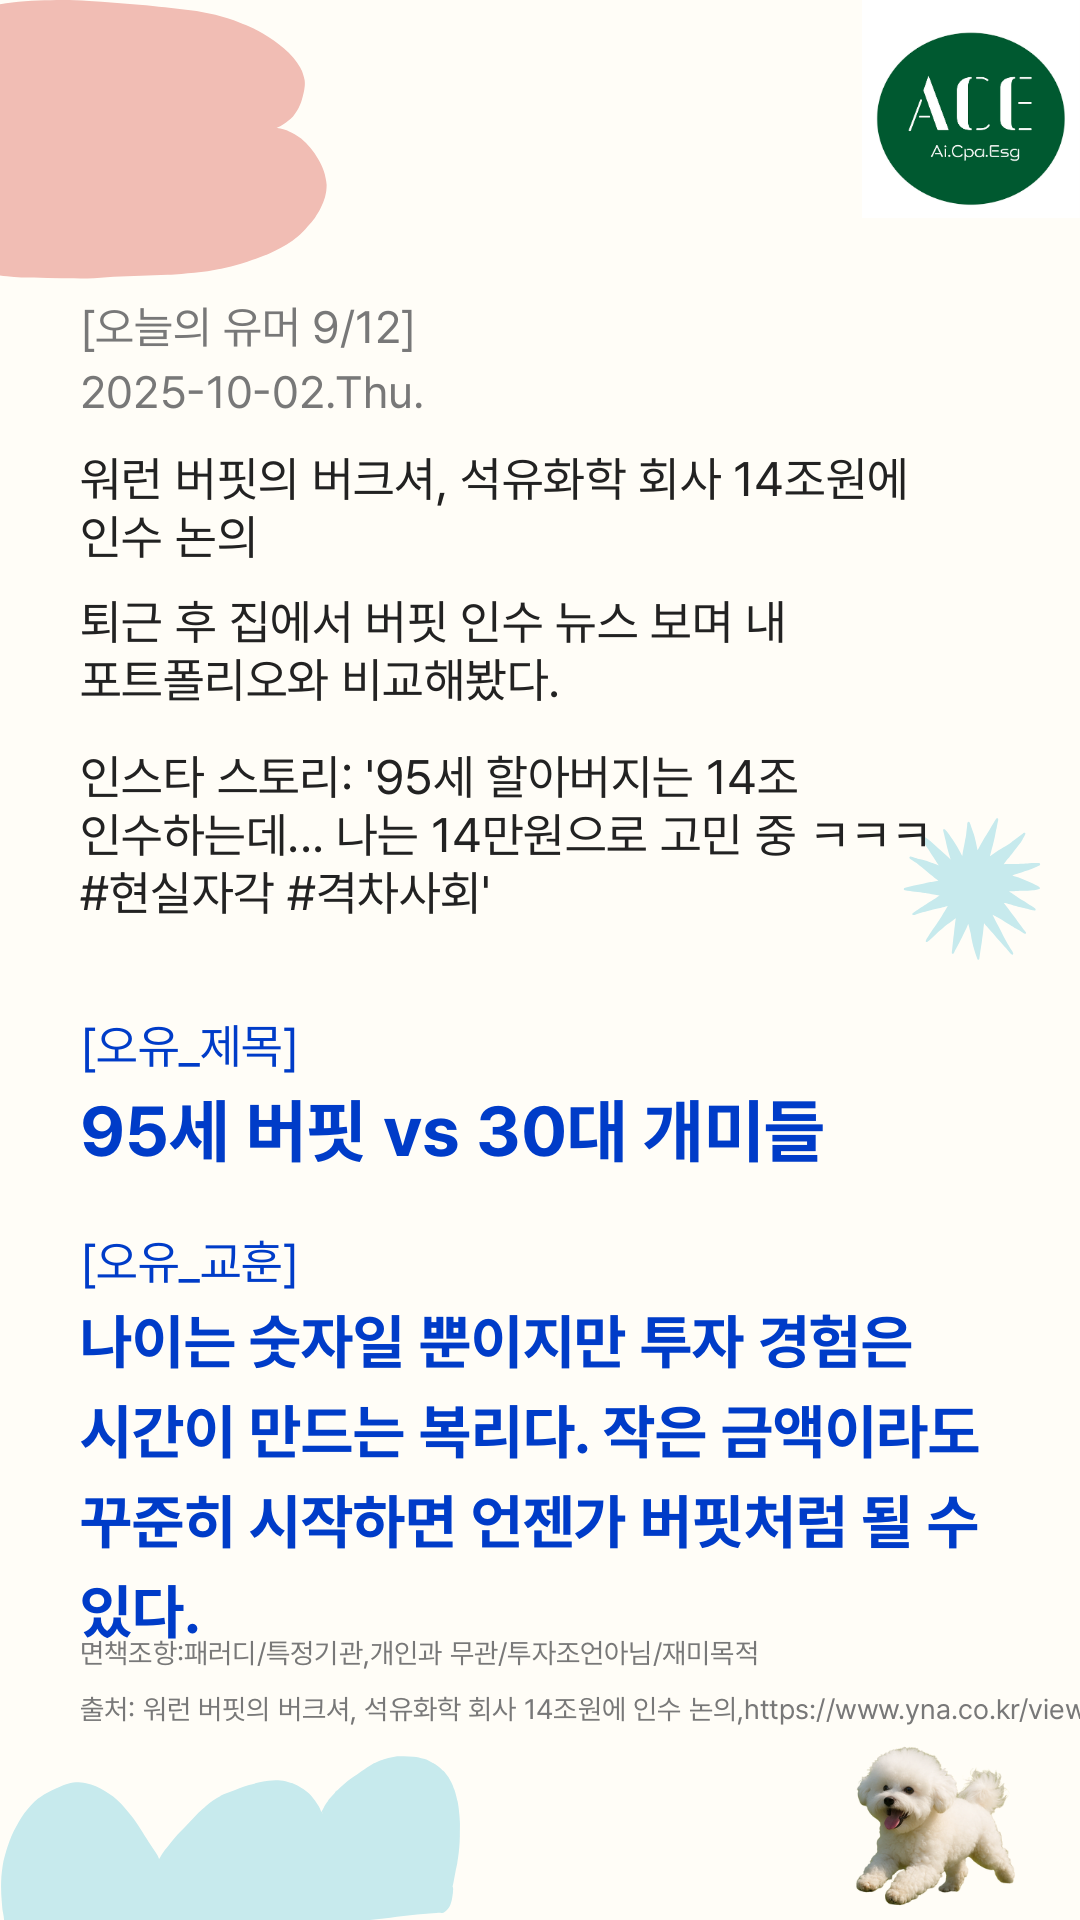 ACE
Ai.Cpa.Esg
[오늘의 유머 9/12]
2025-10-02.Thu.
워런 버핏의 버크셔, 석유화학 회사 14조원에
인수 논의
퇴근 후 집에서 버핏 인수 뉴스 보며 내
포트폴리오와 비교해봤다.
인스타 스토리: '95세 할아버지는 14조
인수하는데... 나는 14만원으로 고민 중 ㅋㅋㅋ
#현실자각 #격차사회'
[오유_제목]
95세 버핏 vs 30대 개미들
[오유_교훈]
나이는 숫자일 뿐이지만 투자 경험은
시간이 만드는 복리다. 작은 금액이라도
꾸준히 시작하면 언젠가 버핏처럼 될 수
있다.
면책조항:패러디/특정기관,개인과 무관/투자조언아님/재미목적
출처: 워런 버핏의 버크셔, 석유화학 회사 14조원에 인수 논의,https://www.yna.co.kr/view